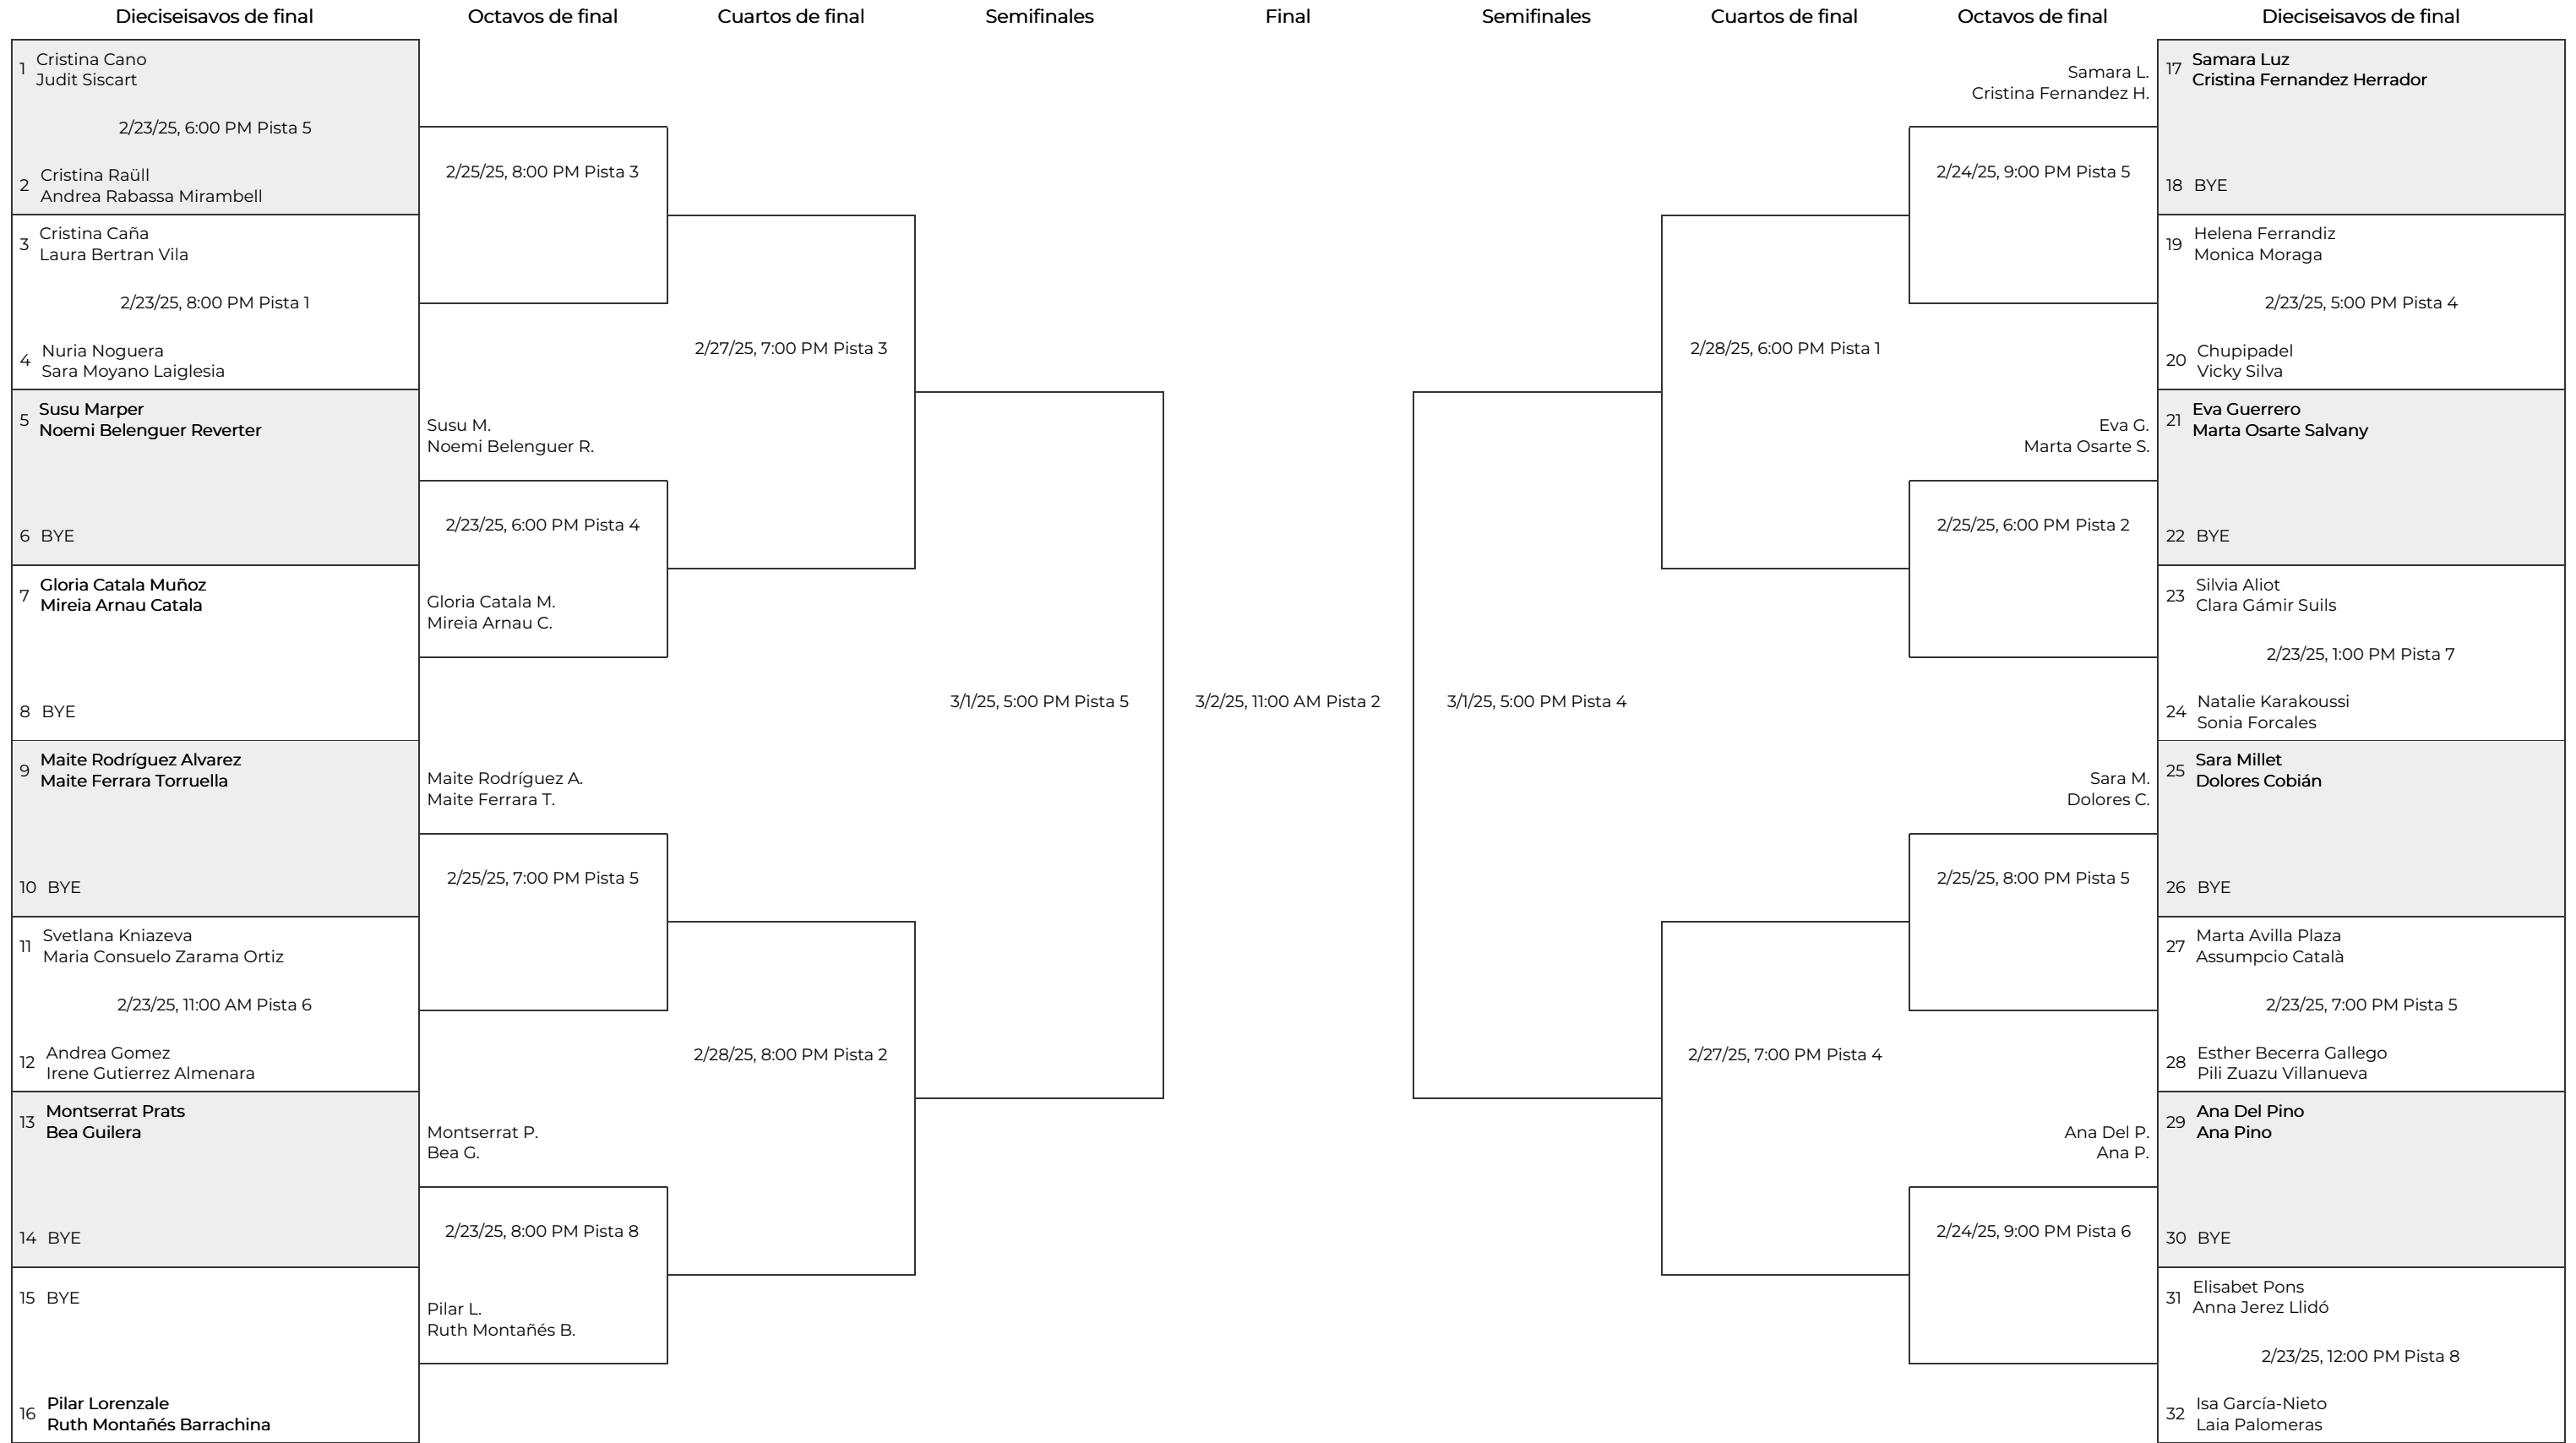 Dieciseisavos de final
Octavos de final
Cuartos de final
Semifinales
Final
Semifinales
Cuartos de final
Octavos de final
Dieciseisavos de final
1 Cristina Cano
Judit Siscart
2/23/25, 6:00 PM Pista 5
2 Cristina Raüll
Andrea Rabassa Mirambell
3 Cristina Caña
Laura Bertran Vila
2/23/25, 8:00 PM Pista 1
4 Nuria Noguera
Sara Moyano Laiglesia
5 Susu Marper
Noemi Belenguer Reverter
6 BYE
7 Gloria Catala Muñoz
Mireia Arnau Catala
8 BYE
9 Maite Rodríguez Alvarez
Maite Ferrara Torruella
10 BYE
11 Svetlana Kniazeva
Maria Consuelo Zarama Ortiz
2/23/25, 11:00 AM Pista 6
12 Andrea Gomez
Irene Gutierrez Almenara
13 Montserrat Prats
Bea Guilera
14 BYE
15 BYE
16 Pilar Lorenzale
Ruth Montañés Barrachina
2/25/25, 8:00 PM Pista 3
Susu M.
Noemi Belenguer R.
2/23/25, 6:00 PM Pista 4
Gloria Catala M.
Mireia Arnau C.
Maite Rodríguez A.
Maite Ferrara T.
2/25/25, 7:00 PM Pista 5
Montserrat P.
Bea G.
2/23/25, 8:00 PM Pista 8
Pilar L.
Ruth Montañés B.
2/27/25, 7:00 PM Pista 3
2/28/25, 8:00 PM Pista 2
3/1/25, 5:00 PM Pista 5
3/2/25, 11:00 AM Pista 2
3/1/25, 5:00 PM Pista 4
2/28/25, 6:00 PM Pista 1
2/27/25, 7:00 PM Pista 4
Samara L.
Cristina Fernandez H.
2/24/25, 9:00 PM Pista 5
Eva G.
Marta Osarte S.
2/25/25, 6:00 PM Pista 2
Sara M.
Dolores C.
2/25/25, 8:00 PM Pista 5
Ana Del P.
Ana P.
2/24/25, 9:00 PM Pista 6
17 Samara Luz
Cristina Fernandez Herrador
18 BYE
19 Helena Ferrandiz
Monica Moraga
2/23/25, 5:00 PM Pista 4
20 Chupipadel
Vicky Silva
21 Eva Guerrero
Marta Osarte Salvany
22 BYE
23 Silvia Aliot
Clara Gámir Suils
2/23/25, 1:00 PM Pista 7
24 Natalie Karakoussi
Sonia Forcales
25 Sara Millet
Dolores Cobián
26 BYE
27 Marta Avilla Plaza
Assumpcio Català
2/23/25, 7:00 PM Pista 5
28 Esther Becerra Gallego
Pili Zuazu Villanueva
29 Ana Del Pino
Ana Pino
30 BYE
31 Elisabet Pons
Anna Jerez Llidó
2/23/25, 12:00 PM Pista 8
32 Isa García-Nieto
Laia Palomeras